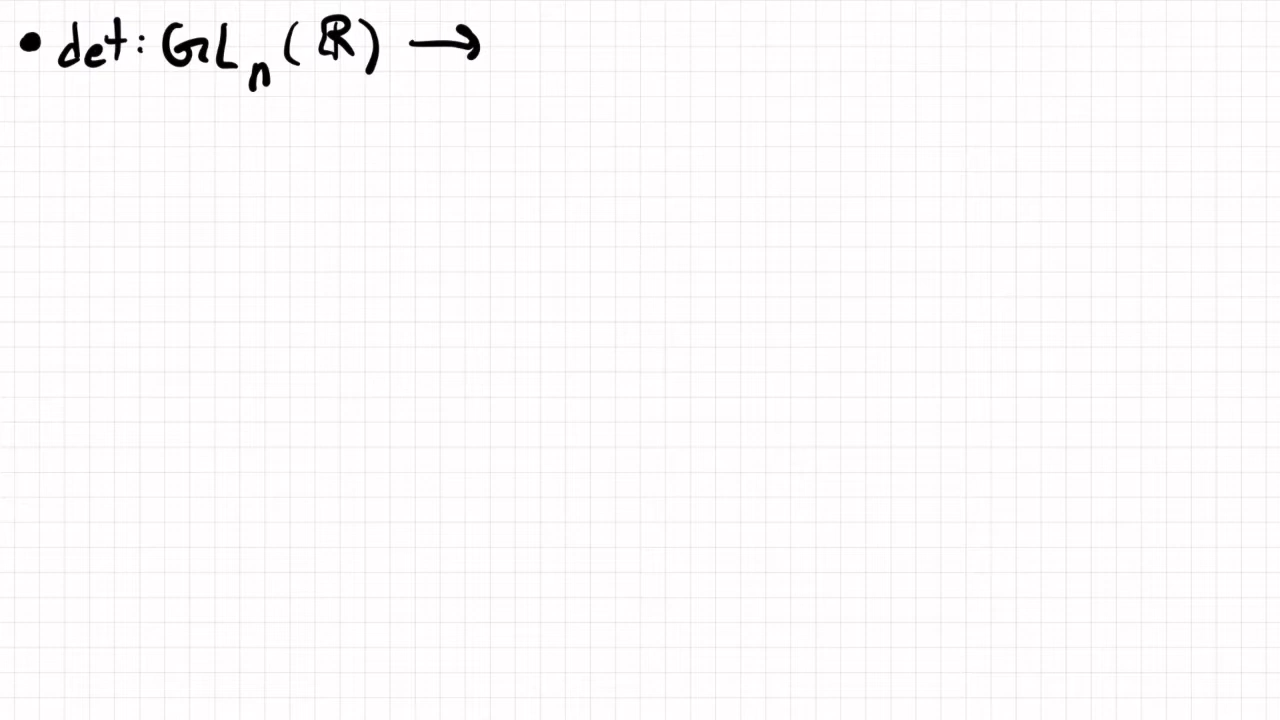 • det: GL_n(ℝ) →